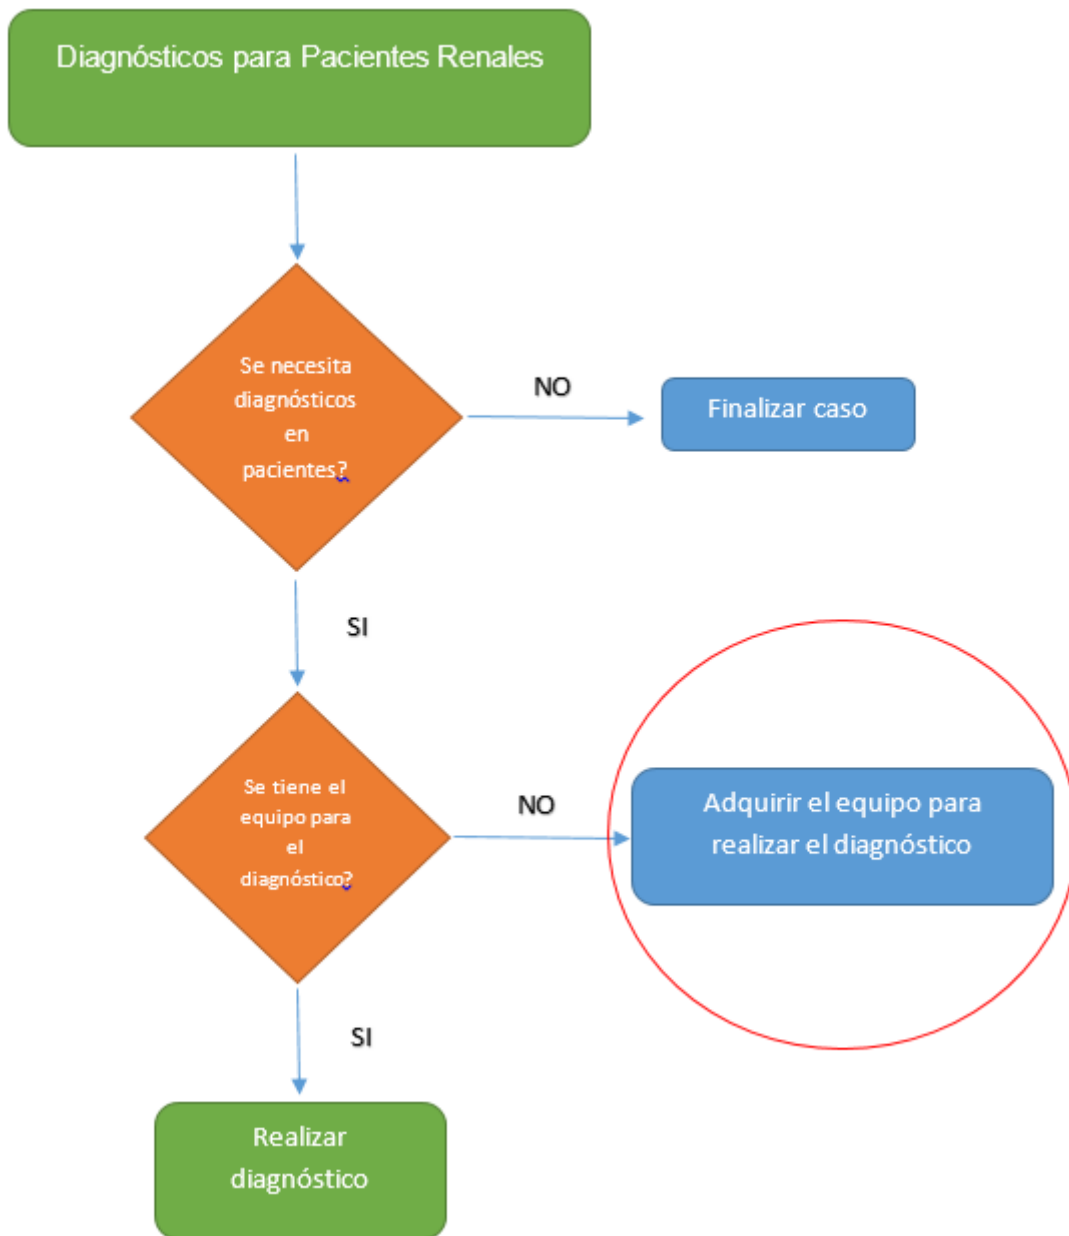 Diagnósticos para Pacientes Renales
Se necesita
diagnósticos
en
pacientes?
NO
Finalizar caso
SI
Se tiene el
equipo para
el
diagnóstico?
NO
Adquirir el equipo para
realizar el diagnóstico
SI
Realizar
diagnóstico